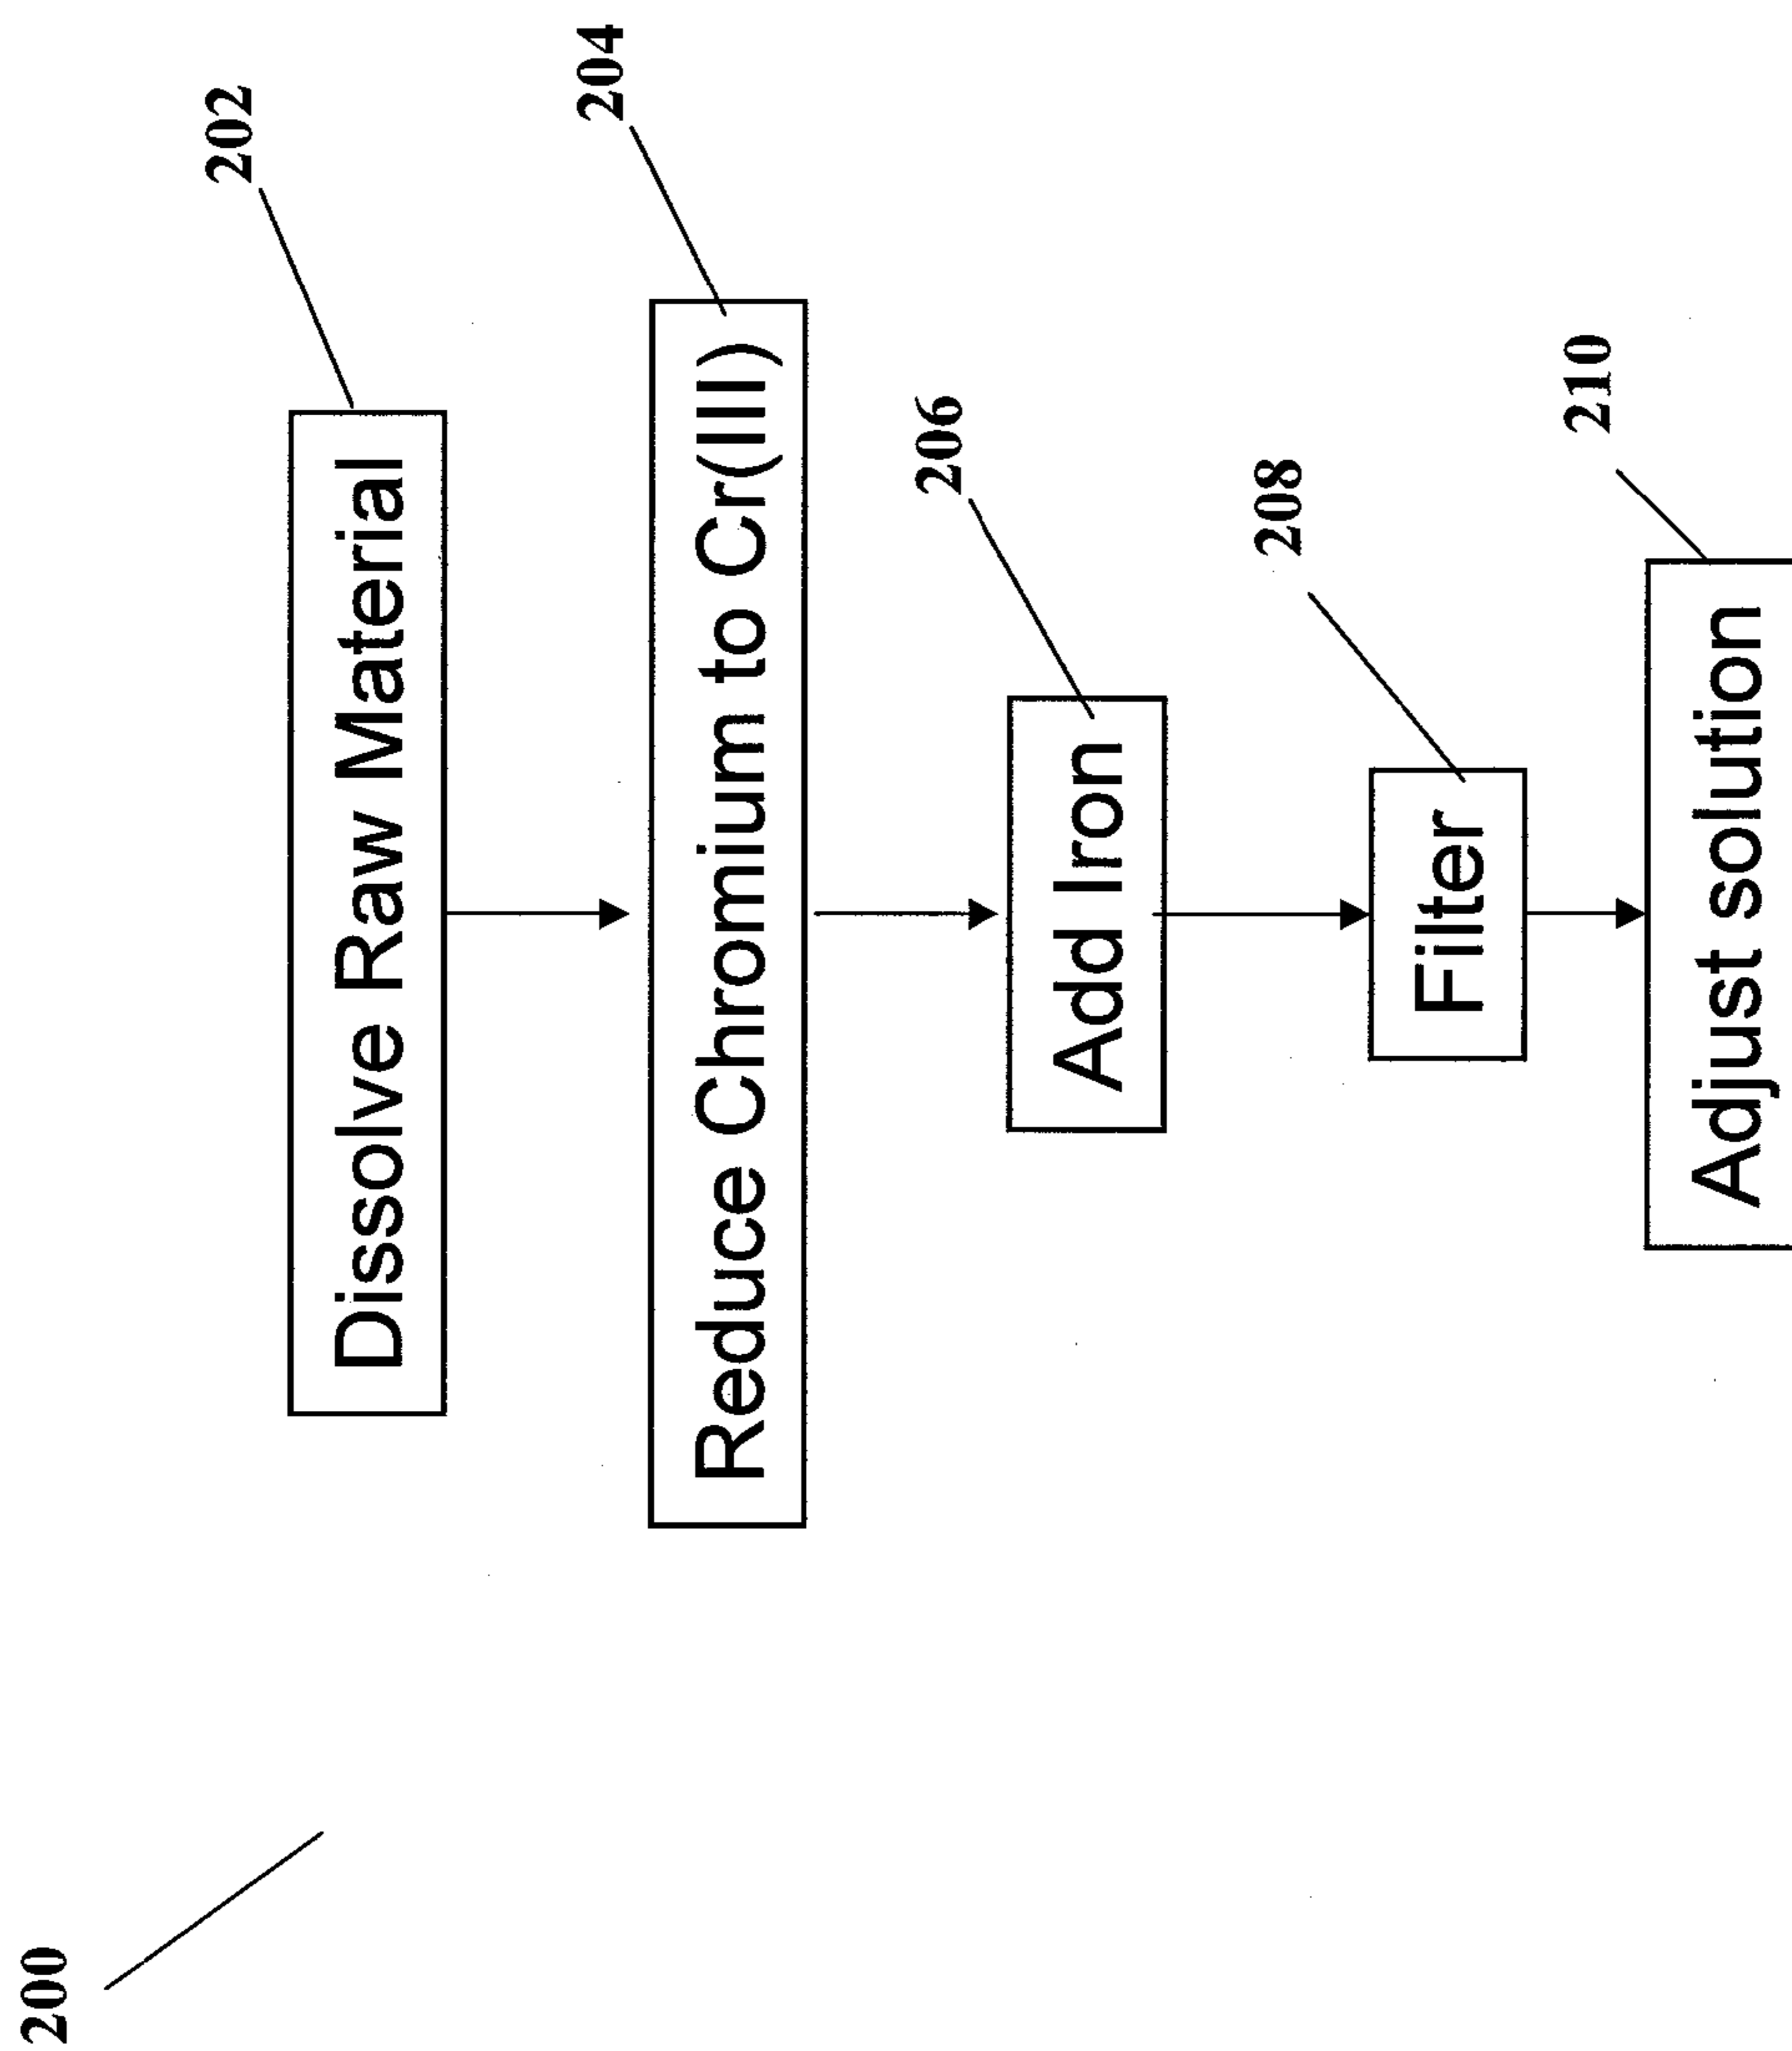 200
202
Dissolve Raw Material
204
Reduce Chromium to Cr(III)
206
Add Iron
208
Filter
210
Adjust solution